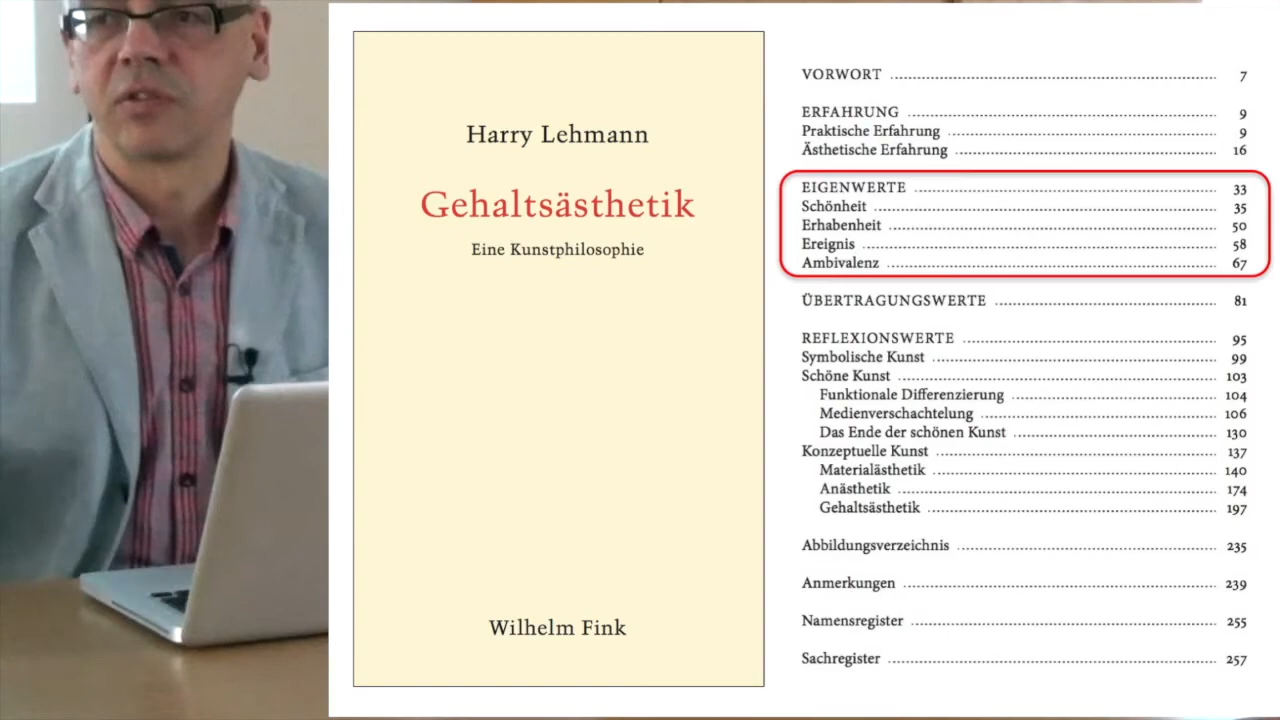 Harry Lehmann
Gehaltsästhetik
Eine Kunstphilosophie
Wilhelm Fink
VORWORT 7
ERFAHRUNG 9
Praktische Erfahrung 9
Ästhetische Erfahrung 16
EIGENWERTE 33
Schönheit 35
Erhabenheit 50
Ereignis 58
Ambivalenz 67
ÜBERTRAGUNGSWERTE 81
REFLEXIONSWERTE 95
Symbolische Kunst 99
Schöne Kunst 103
Funktionale Differenzierung 104
Medienverschachtelung 106
Das Ende der schönen Kunst 130
Konzeptuelle Kunst 137
Materialästhetik 140
Anästhetik 174
Gehaltsästhetik 197
Abbildungsverzeichnis 235
Anmerkungen 239
Namensregister 255
Sachregister 257